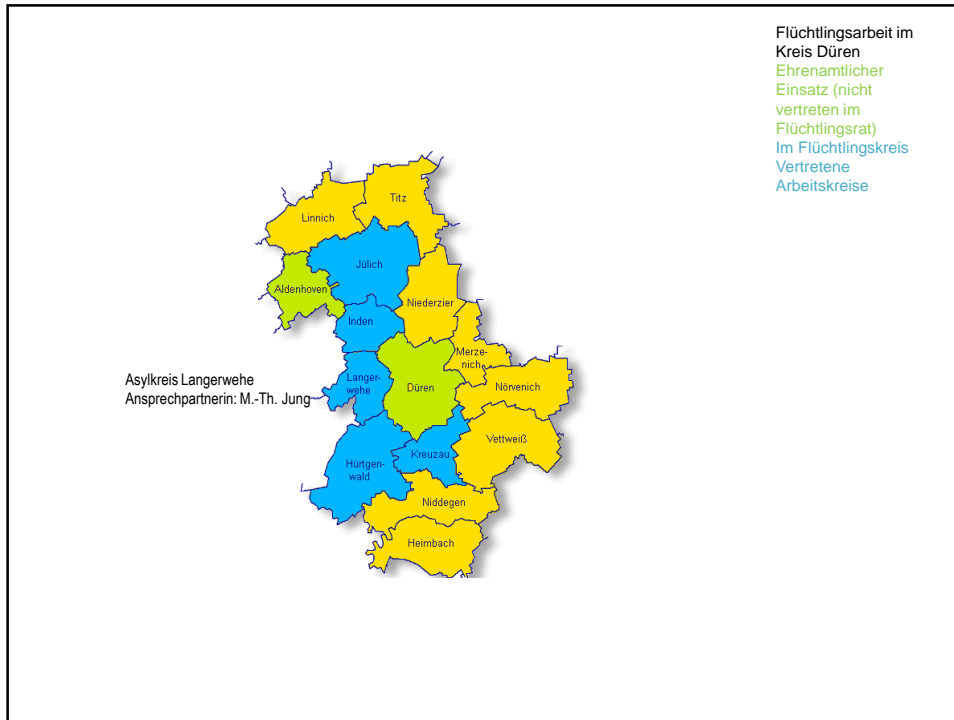 Flüchtlingsarbeit im
Kreis Düren
Ehrenamtlicher
Einsatz (nicht
vertreten im
Flüchtlingsrat)
Im Flüchtlingskreis
Vertretene
Arbeitskreise
Titz
Linnich
Jülich
Aldenhoven
Niederzier
Inden
Merze-
nich
Asylkreis Langerwehe
Ansprechpartnerin: M.-Th. Jung
Langer-
wehe
Düren
Nörvenich
Vettweiß
Kreuzau
Hürtgen-
wald
Niddegen
Heimbach